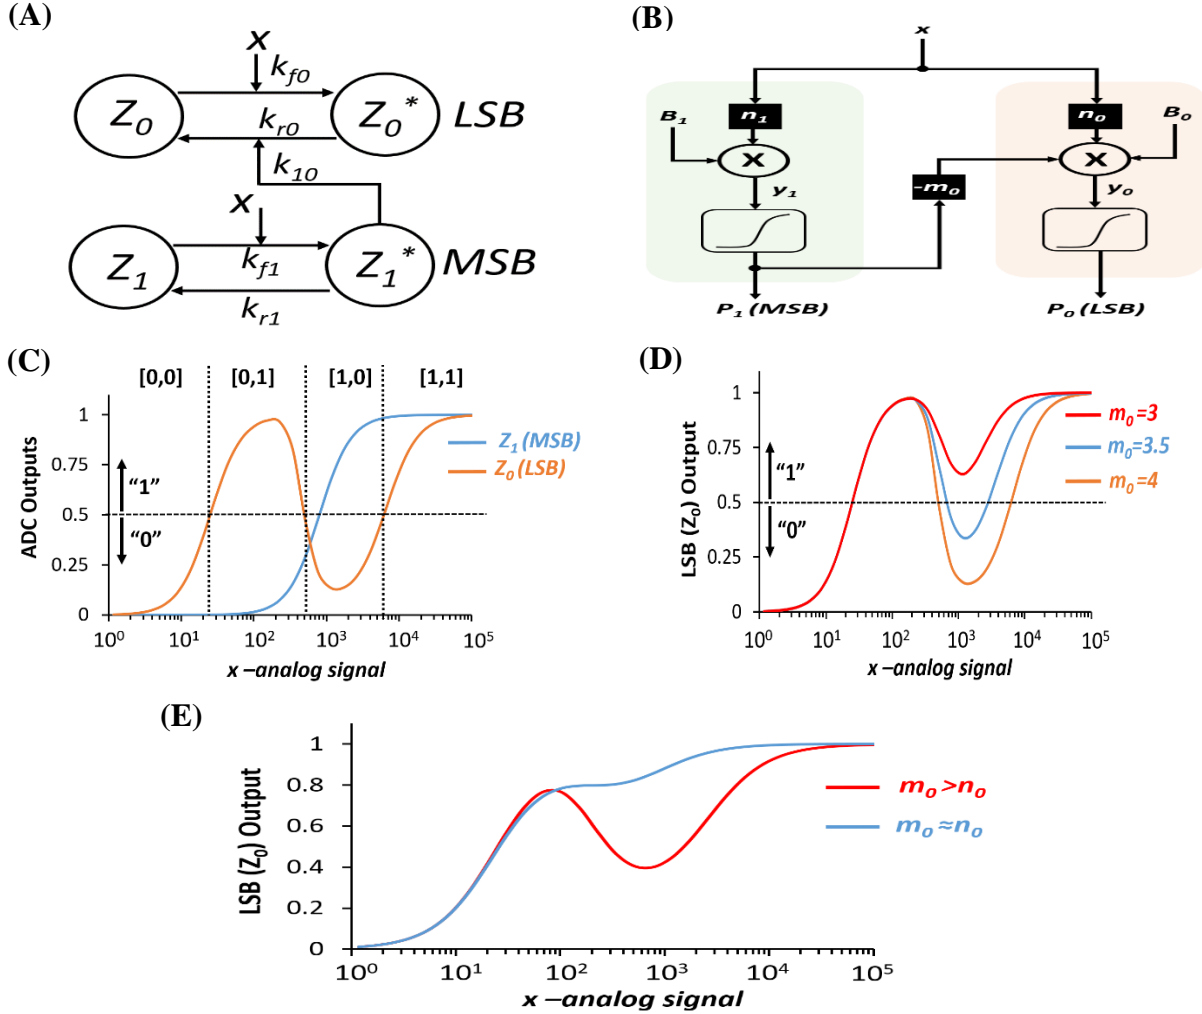 (A)
X
k_f0
Z_0
Z_0^*
LSB
k_r0
k_10
X
Z_1
k_f1
Z_1^*
MSB
k_r1
(B)
x
n_1
n_o
B_1
B_o
X
X
y_1
-m_o
y_o
P_1 (MSB)
P_o (LSB)
(C)
[0,0] [0,1] [1,0] [1,1]
ADC Outputs
1
0.75
0.5
0.25
0
"1"
"0"
Z_1 (MSB)
Z_0 (LSB)
10^0 10^1 10^2 10^3 10^4 10^5
x –analog signal
(D)
LSB (Z_0) Output
1
0.75
0.5
0.25
0
"1"
"0"
m_0=3
m_0=3.5
m_0=4
10^0 10^1 10^2 10^3 10^4 10^5
x –analog signal
(E)
LSB (Z_0) Output
1
0.8
0.6
0.4
0.2
0
m_o>n_o
m_o≈n_o
10^0 10^1 10^2 10^3 10^4 10^5
x –analog signal